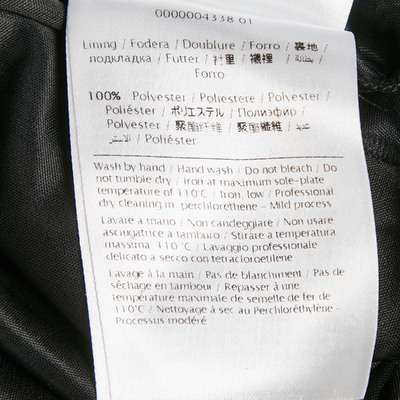 0000004338 01
Lining / Fodera / Doublure / Forro / 裏地 /
подкладка / Futter / 衬里 / 襯裡 / بطانة /
Forro
100% Polyester / Poliestere / Polyester /
Poliéster / ポリエステル / Полиэфир /
Polyester / 聚酯纤维 / 聚酯纖維 /
/ Poliéster
Wash by hand / Hand wash / Do not bleach / Do
not tumble dry / Iron at maximum sole-plate
temperature of 110°C / Iron, low / Professional
dry cleaning in perchlorethene - Mild process
Lavare a mano / Non candeggiare / Non usare
asciugatrice a tamburo / Stirare a temperatura
massima 110°C / Lavaggio professionale
delicato a secco con tetracloroetilene
Lavage à la main / Pas de blanchiment / Pas de
séchage en tambour / Repasser à une
température maximale de semelle de fer de
110°C / Nettoyage à sec au Perchloréthylène -
Processus modéré